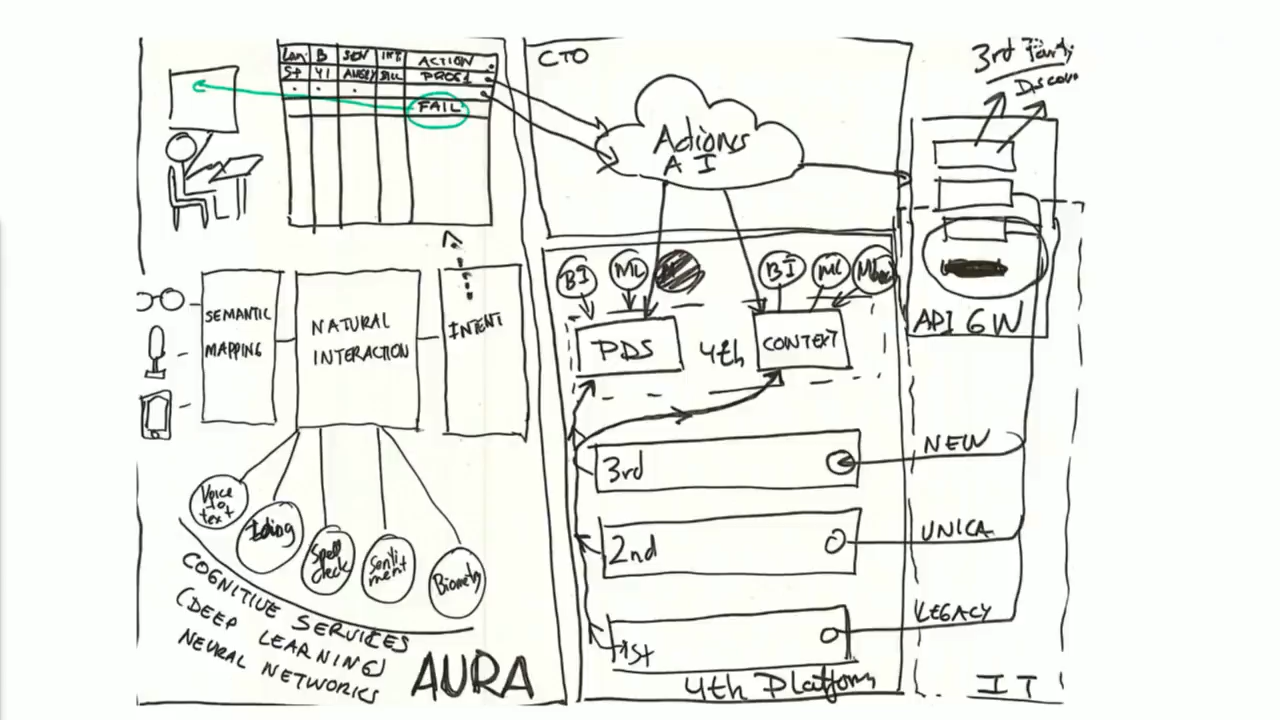 B
ACTION
ANGRY
FAIL
SEMANTIC
MAPPING
NATURAL
INTERACTION
INTENT
Voice
to
text
Spell
check
Senti
ment
COGNITIVE SERVICES
(DEEP LEARNING)
NEURAL NETWORKS
AURA
CTO
Actions
AI
BI
ML
BI
ML
PDS
4th
CONTEXT
3rd
2nd
1st
4th Platform
3rd Party
API GW
NEW
UNICA
LEGACY
IT